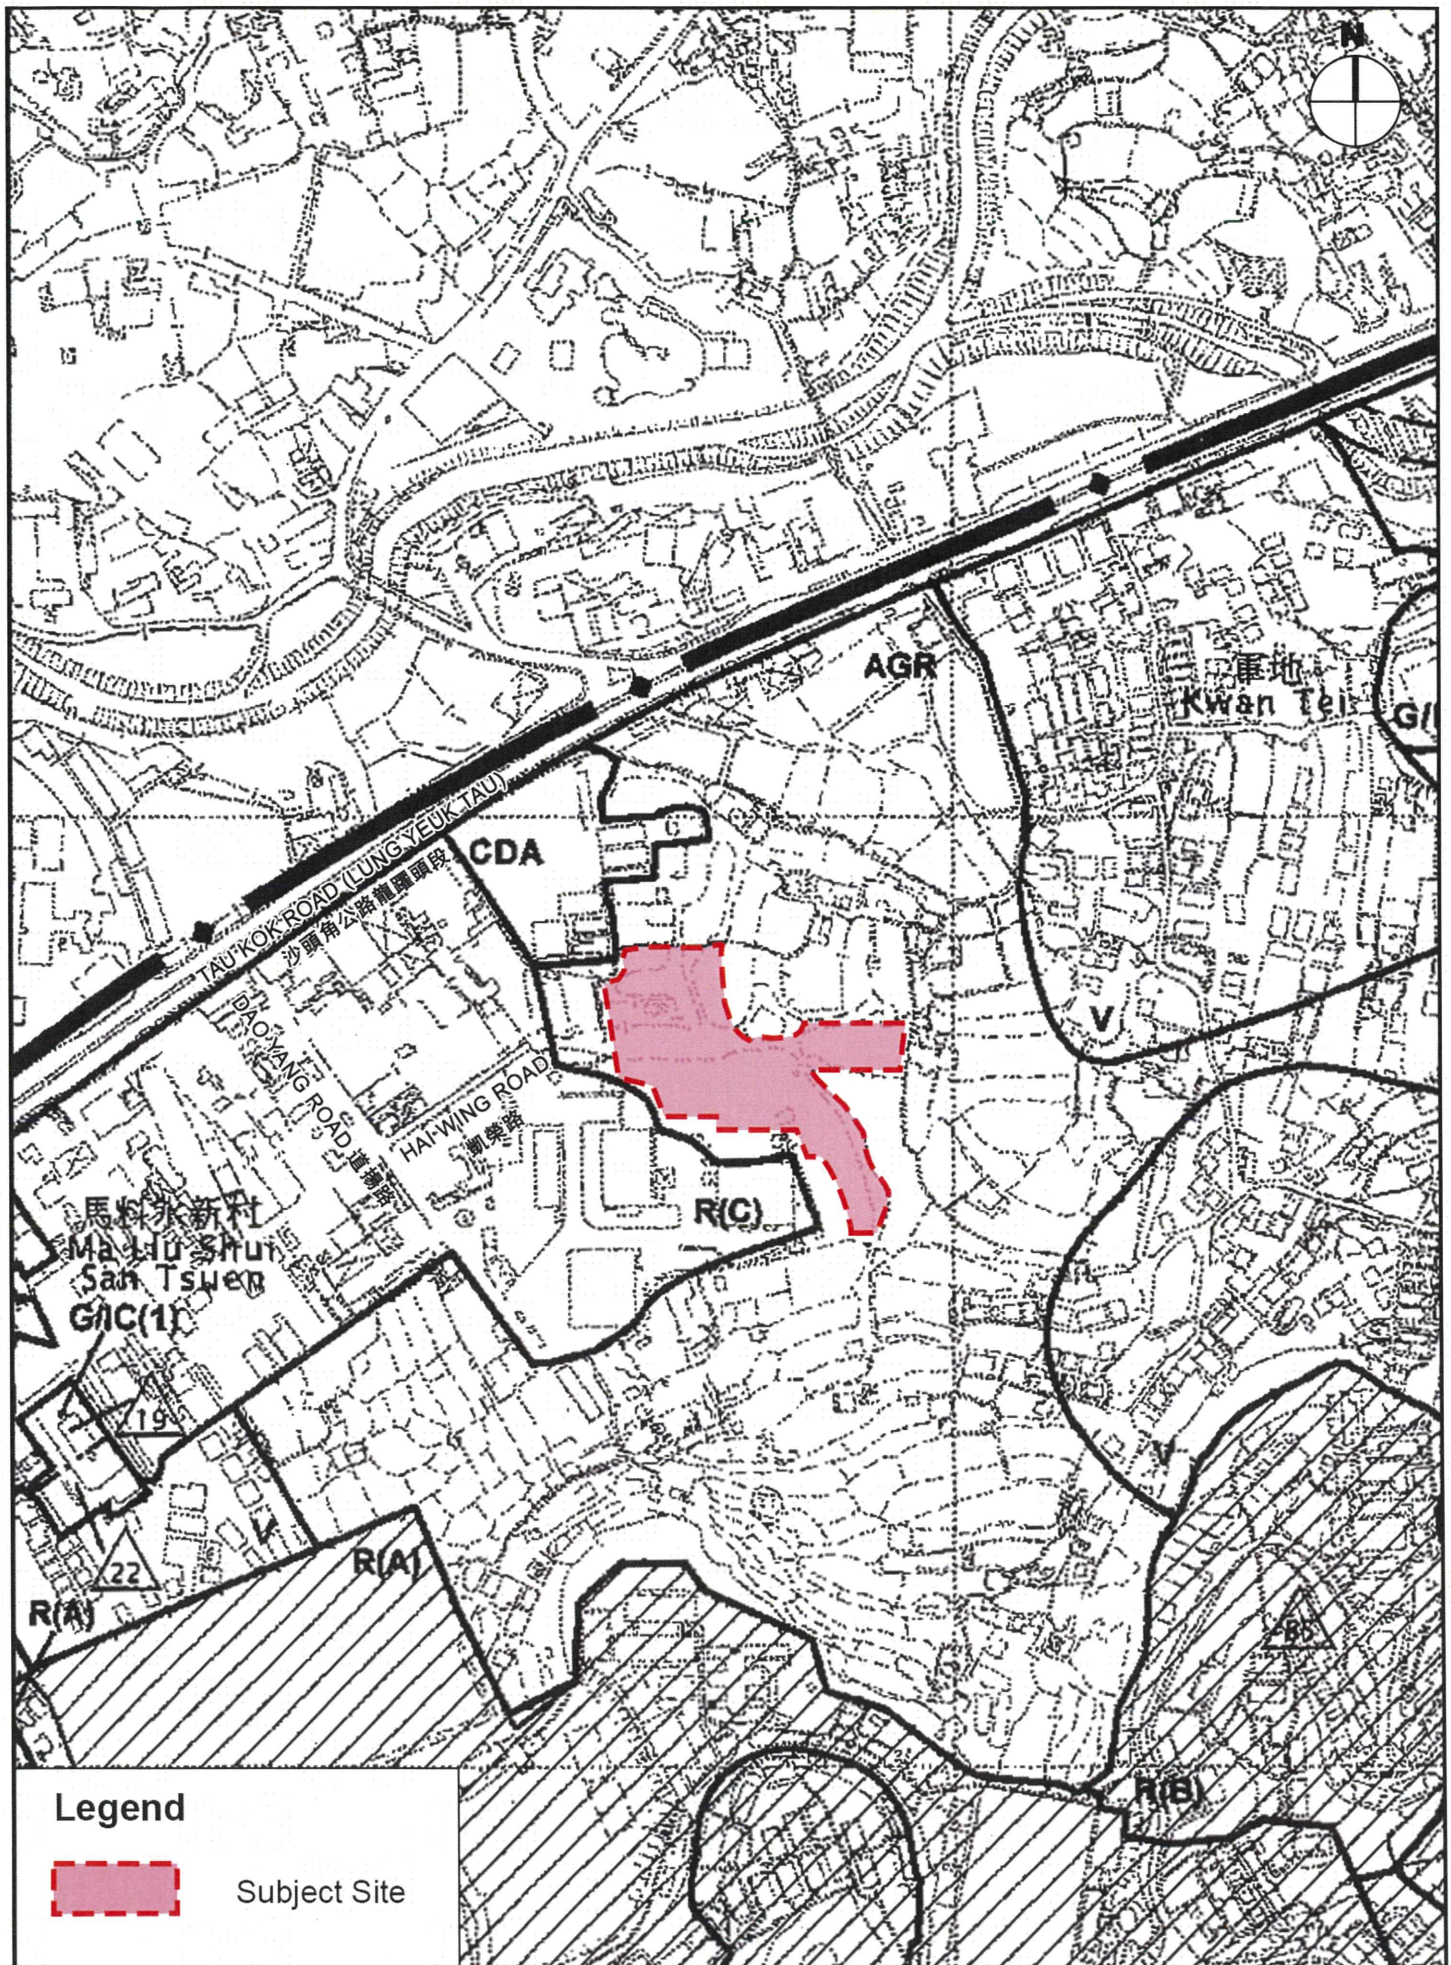 N
AGR
軍地
Kwan Tei
G/I
CDA
TAU KOK ROAD (LUNG YEUK TAU)
沙頭角公路龍躍頭段
DAO YANG ROAD 道揚路
HAI WING ROAD
凱榮路
V
R(C)
馬料水新村
Ma Liu Shui
San Tsuen
G/IC(1)
19
V
V
22
R(A)
R(A)
R(B)
Legend
Subject Site